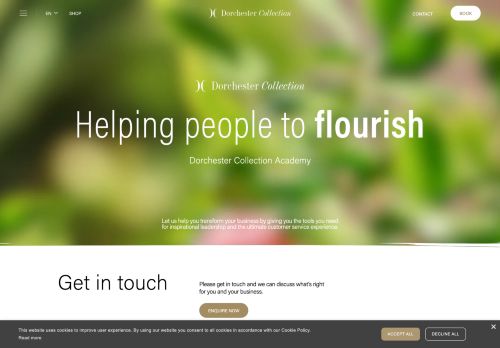 EN
SHOP
Dorchester Collection
CONTACT
BOOK
Dorchester Collection
Helping people to flourish
Dorchester Collection Academy
Let us help you transform your business by giving you the tools you need
for inspirational leadership and the ultimate customer service experience.
Get in touch
Please get in touch and we can discuss what's right
for you and your business.
ENQUIRE NOW
This website uses cookies to improve user experience. By using our website you consent to all cookies in accordance with our Cookie Policy.
Read more
ACCEPT ALL
DECLINE ALL